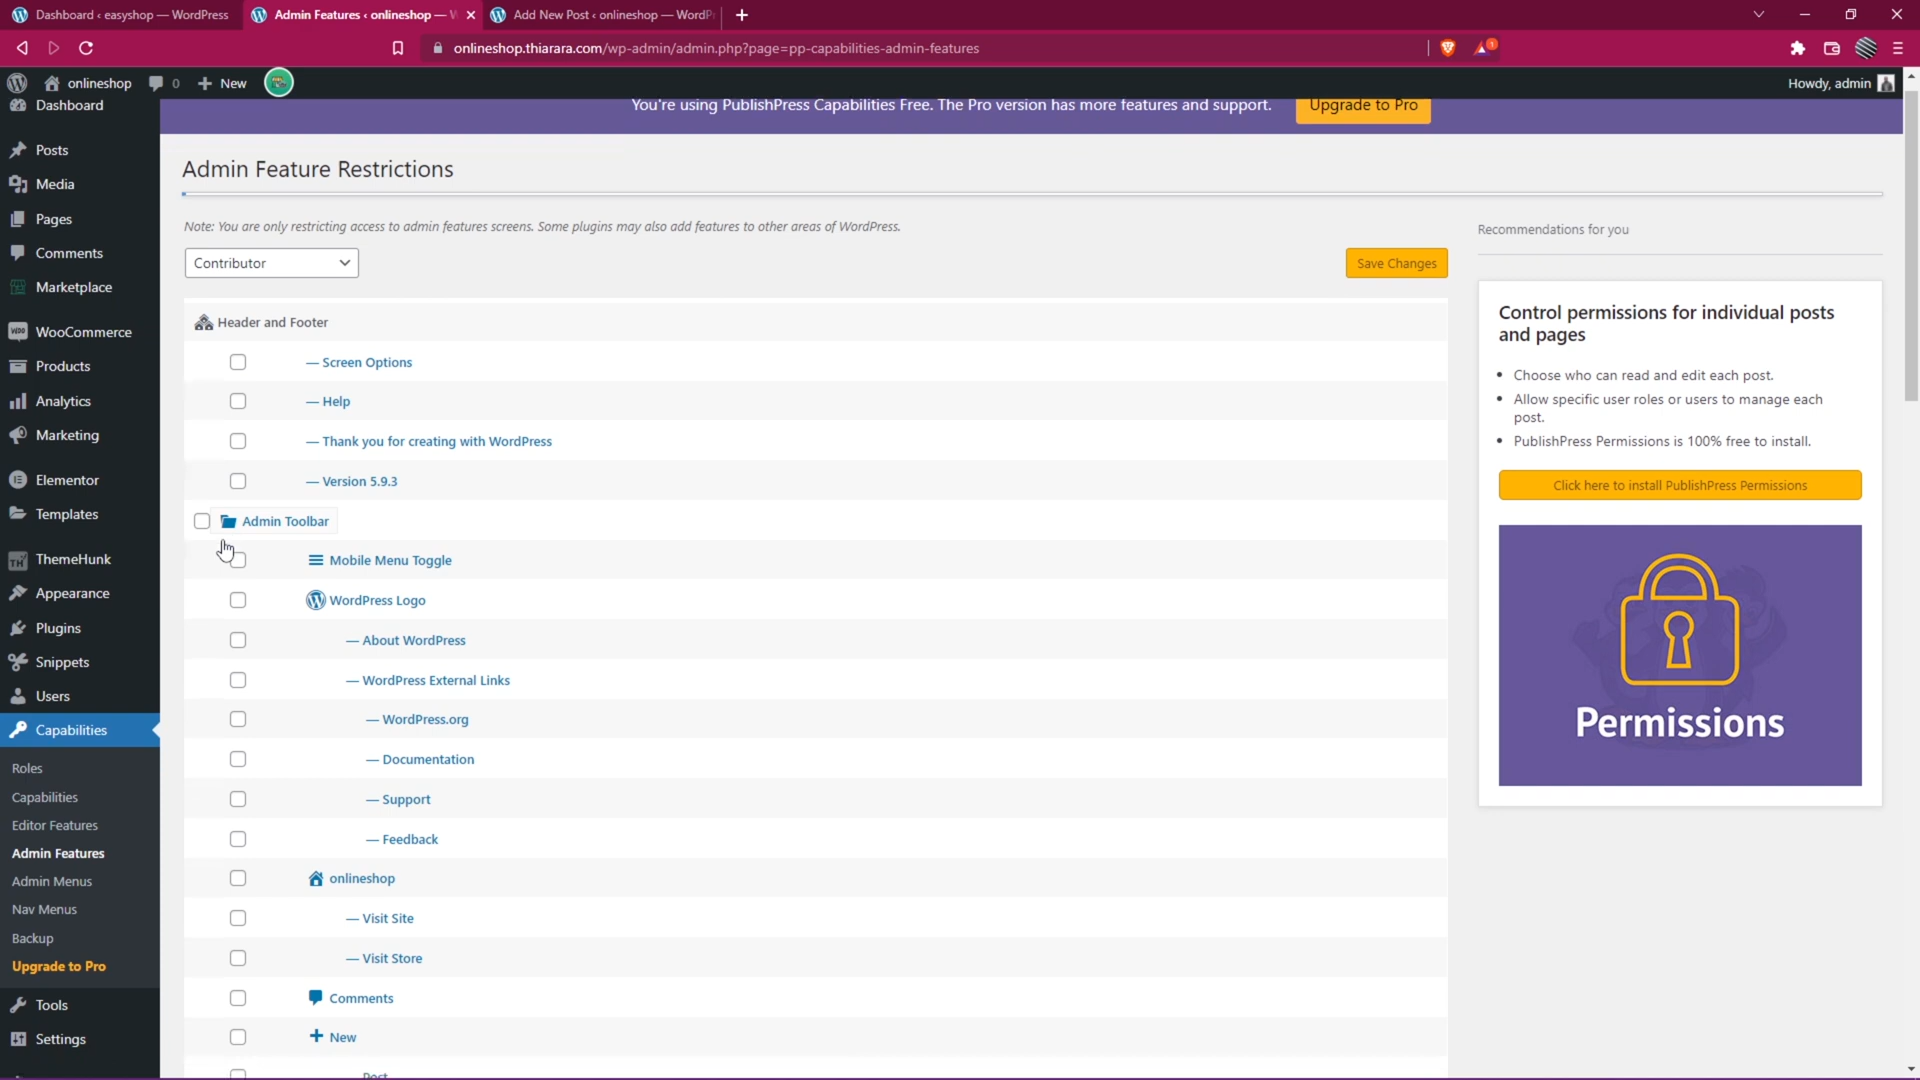 Dashboard ‹ easyshop — WordPress
Admin Features ‹ onlineshop — W
Add New Post ‹ onlineshop — WordP
onlineshop.thiarara.com/wp-admin/admin.php?page=pp-capabilities-admin-features
1
onlineshop
0
New
Howdy, admin
Dashboard
Posts
Media
Pages
Comments
Marketplace
WooCommerce
Products
Analytics
Marketing
Elementor
Templates
ThemeHunk
Appearance
Plugins
Snippets
Users
Capabilities
Roles
Capabilities
Editor Features
Admin Features
Admin Menus
Nav Menus
Backup
Upgrade to Pro
Tools
Settings
You're using PublishPress Capabilities Free. The Pro version has more features and support.
Upgrade to Pro
Admin Feature Restrictions
Note: You are only restricting access to admin features screens. Some plugins may also add features to other areas of WordPress.
Contributor
Save Changes
Header and Footer
— Screen Options
— Help
— Thank you for creating with WordPress
— Version 5.9.3
Admin Toolbar
Mobile Menu Toggle
WordPress Logo
— About WordPress
— WordPress External Links
— WordPress.org
— Documentation
— Support
— Feedback
onlineshop
— Visit Site
— Visit Store
Comments
New
Post
Recommendations for you
Control permissions for individual posts
and pages
• Choose who can read and edit each post.
• Allow specific user roles or users to manage each
post.
• PublishPress Permissions is 100% free to install.
Click here to install PublishPress Permissions
Permissions